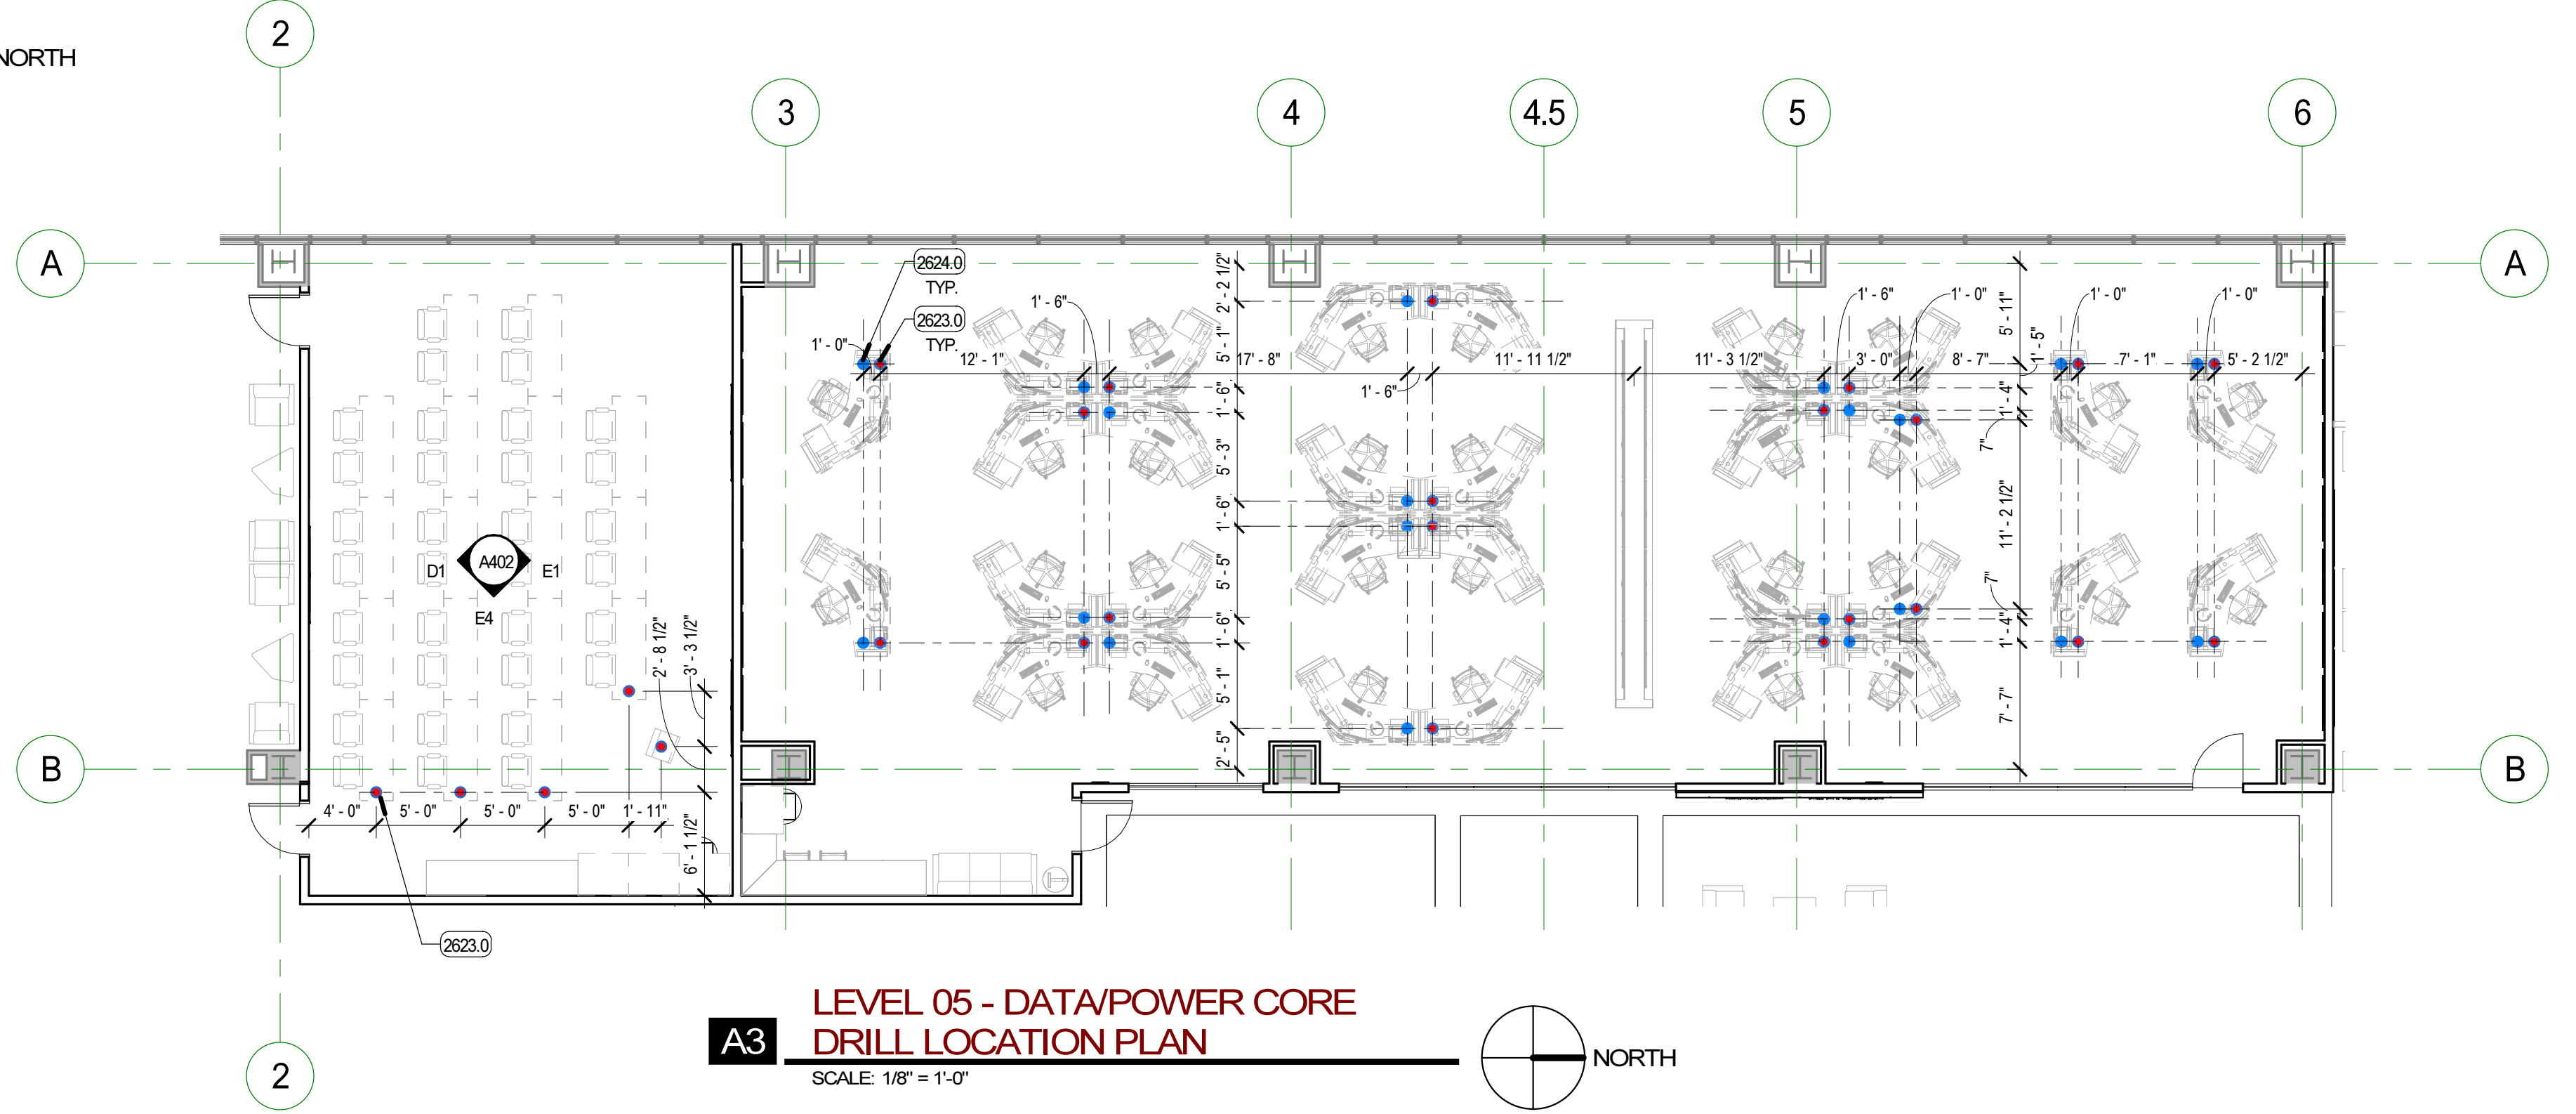 NORTH
2
3
4
4.5
5
6
A
A
2624.0
TYP.
2623.0
TYP.
1' - 0"
12' - 1"
1' - 6"
17' - 8"
2' - 2 1/2"
5' - 1"
1' - 6"
5' - 3"
1' - 6"
5' - 5"
1' - 6"
5' - 1"
2' - 5"
1' - 6"
11' - 11 1/2"
11' - 3 1/2"
1' - 6"
3' - 0"
1' - 0"
8' - 7"
5' - 11"
1' - 5"
1' - 4"
7"
11' - 2 1/2"
7"
1' - 4"
7' - 7"
1' - 0"
7' - 1"
1' - 0"
5' - 2 1/2"
D1
A402
E1
E4
2' - 8 1/2"
3' - 3 1/2"
B
B
4' - 0"
5' - 0"
5' - 0"
5' - 0"
1' - 11"
6' - 1 1/2"
2623.0
A3
LEVEL 05 - DATA/POWER CORE
DRILL LOCATION PLAN
SCALE: 1/8" = 1'-0"
NORTH
2